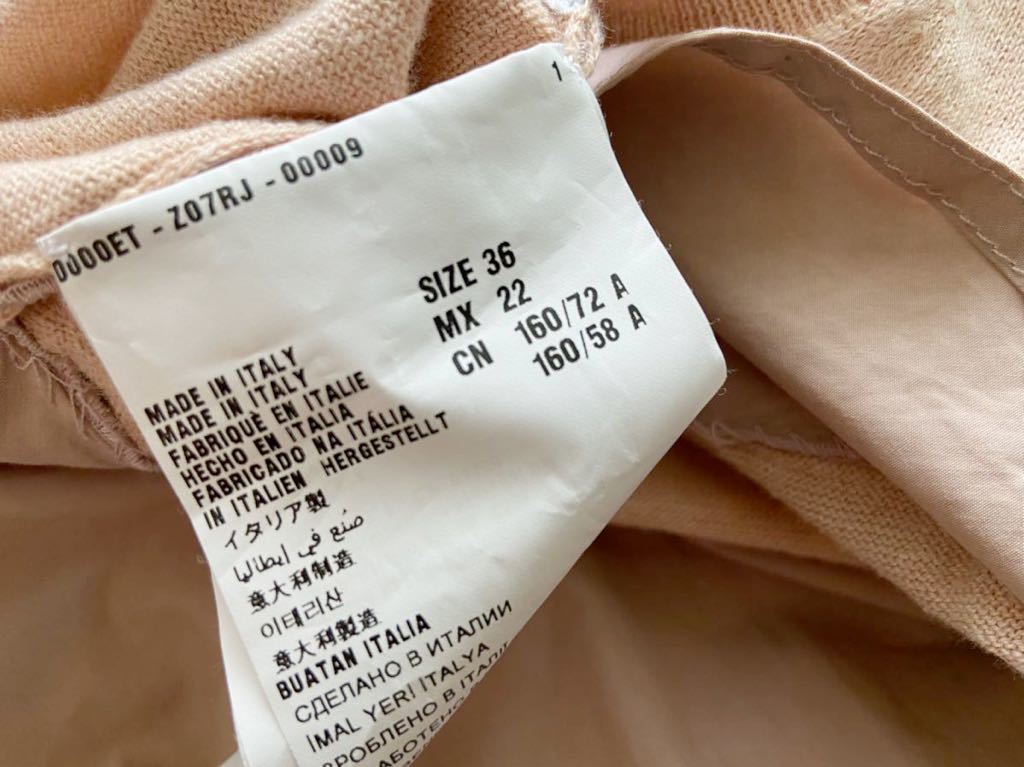 1
0000ET - Z07RJ - 00009
SIZE 36
MX 22
CN 160/72 A
160/58 A
MADE IN ITALY
MADE IN ITALY
FABRIQUÈ EN ITALIE
HECHO EN ITALIA
FABRICADO NA ITÁLIA
IN ITALIEN HERGESTELLT
イタリア製
صنع في إيطاليا
意大利制造
이태리산
意大利製造
BUATAN ITALIA
СДЕЛАНО В ИТАЛИИ
IMAL YERI ITALYA
ЗРОБЛЕНО В